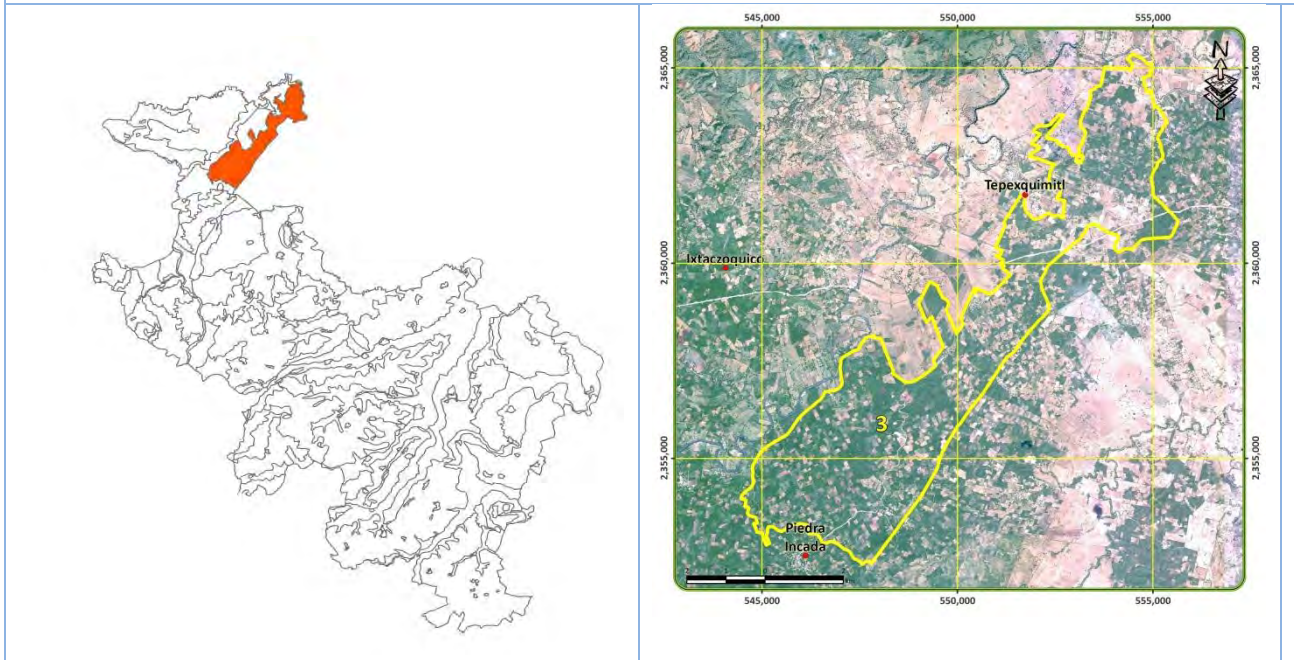 545,000 550,000 555,000
N
2,365,000 2,365,000
Tepexquimitl
Ixtaczoquico
2,360,000 2,360,000
3
2,355,000 2,355,000
Piedra
Incada
545,000 550,000 555,000